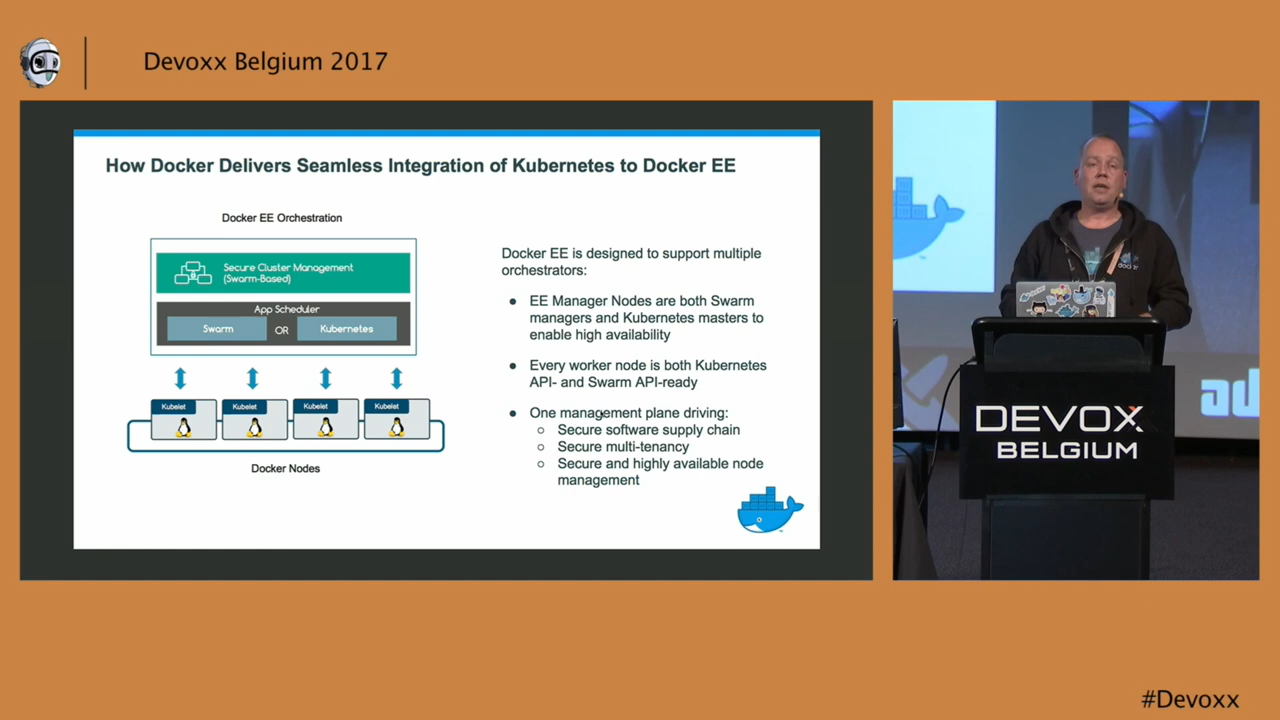 Devoxx Belgium 2017
How Docker Delivers Seamless Integration of Kubernetes to Docker EE
Docker EE Orchestration
Secure Cluster Management
(Swarm-Based)
App Scheduler
Swarm
OR
Kubernetes
Kubelet
Kubelet
Kubelet
Kubelet
Docker Nodes
Docker EE is designed to support multiple
orchestrators:
EE Manager Nodes are both Swarm
managers and Kubernetes masters to
enable high availability
Every worker node is both Kubernetes
API- and Swarm API-ready
One management plane driving:
Secure software supply chain
Secure multi-tenancy
Secure and highly available node
management
DEVOXX
BELGIUM
#Devoxx